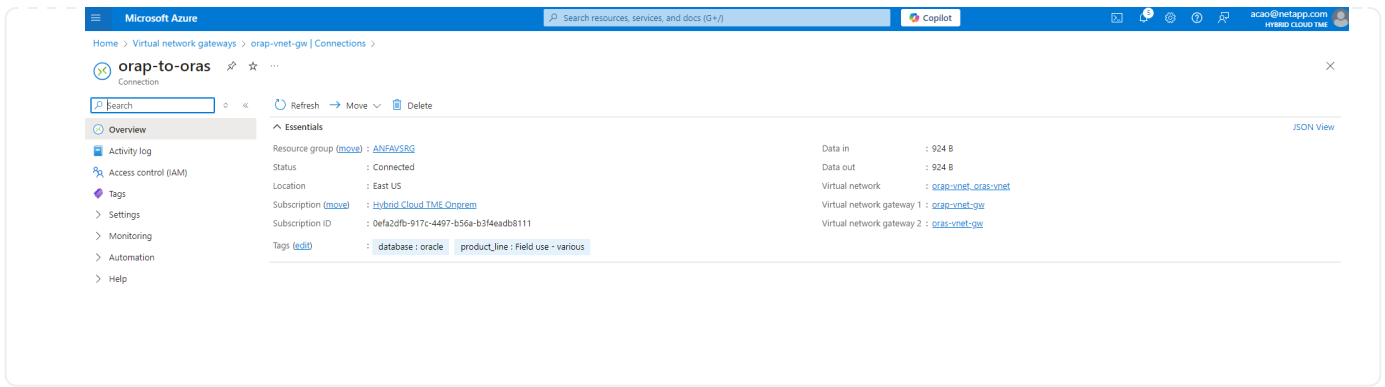 Microsoft Azure
Search resources, services, and docs (G+/)
Copilot
5
acao@netapp.com
HYBRID CLOUD TME
Home > Virtual network gateways > orap-vnet-gw | Connections >
orap-to-oras
Connection
Search
Refresh Move Delete
Overview
Activity log
Access control (IAM)
Tags
Settings
Monitoring
Automation
Help
Essentials
JSON View
Resource group (move) : ANFAVSRG
Status : Connected
Location : East US
Subscription (move) : Hybrid Cloud TME Onprem
Subscription ID : 0efa2dfb-917c-4497-b56a-b3f4eadb8111
Tags (edit) : database : oracle product_line : Field use - various
Data in : 924 B
Data out : 924 B
Virtual network : orap-vnet, oras-vnet
Virtual network gateway 1 : orap-vnet-gw
Virtual network gateway 2 : oras-vnet-gw